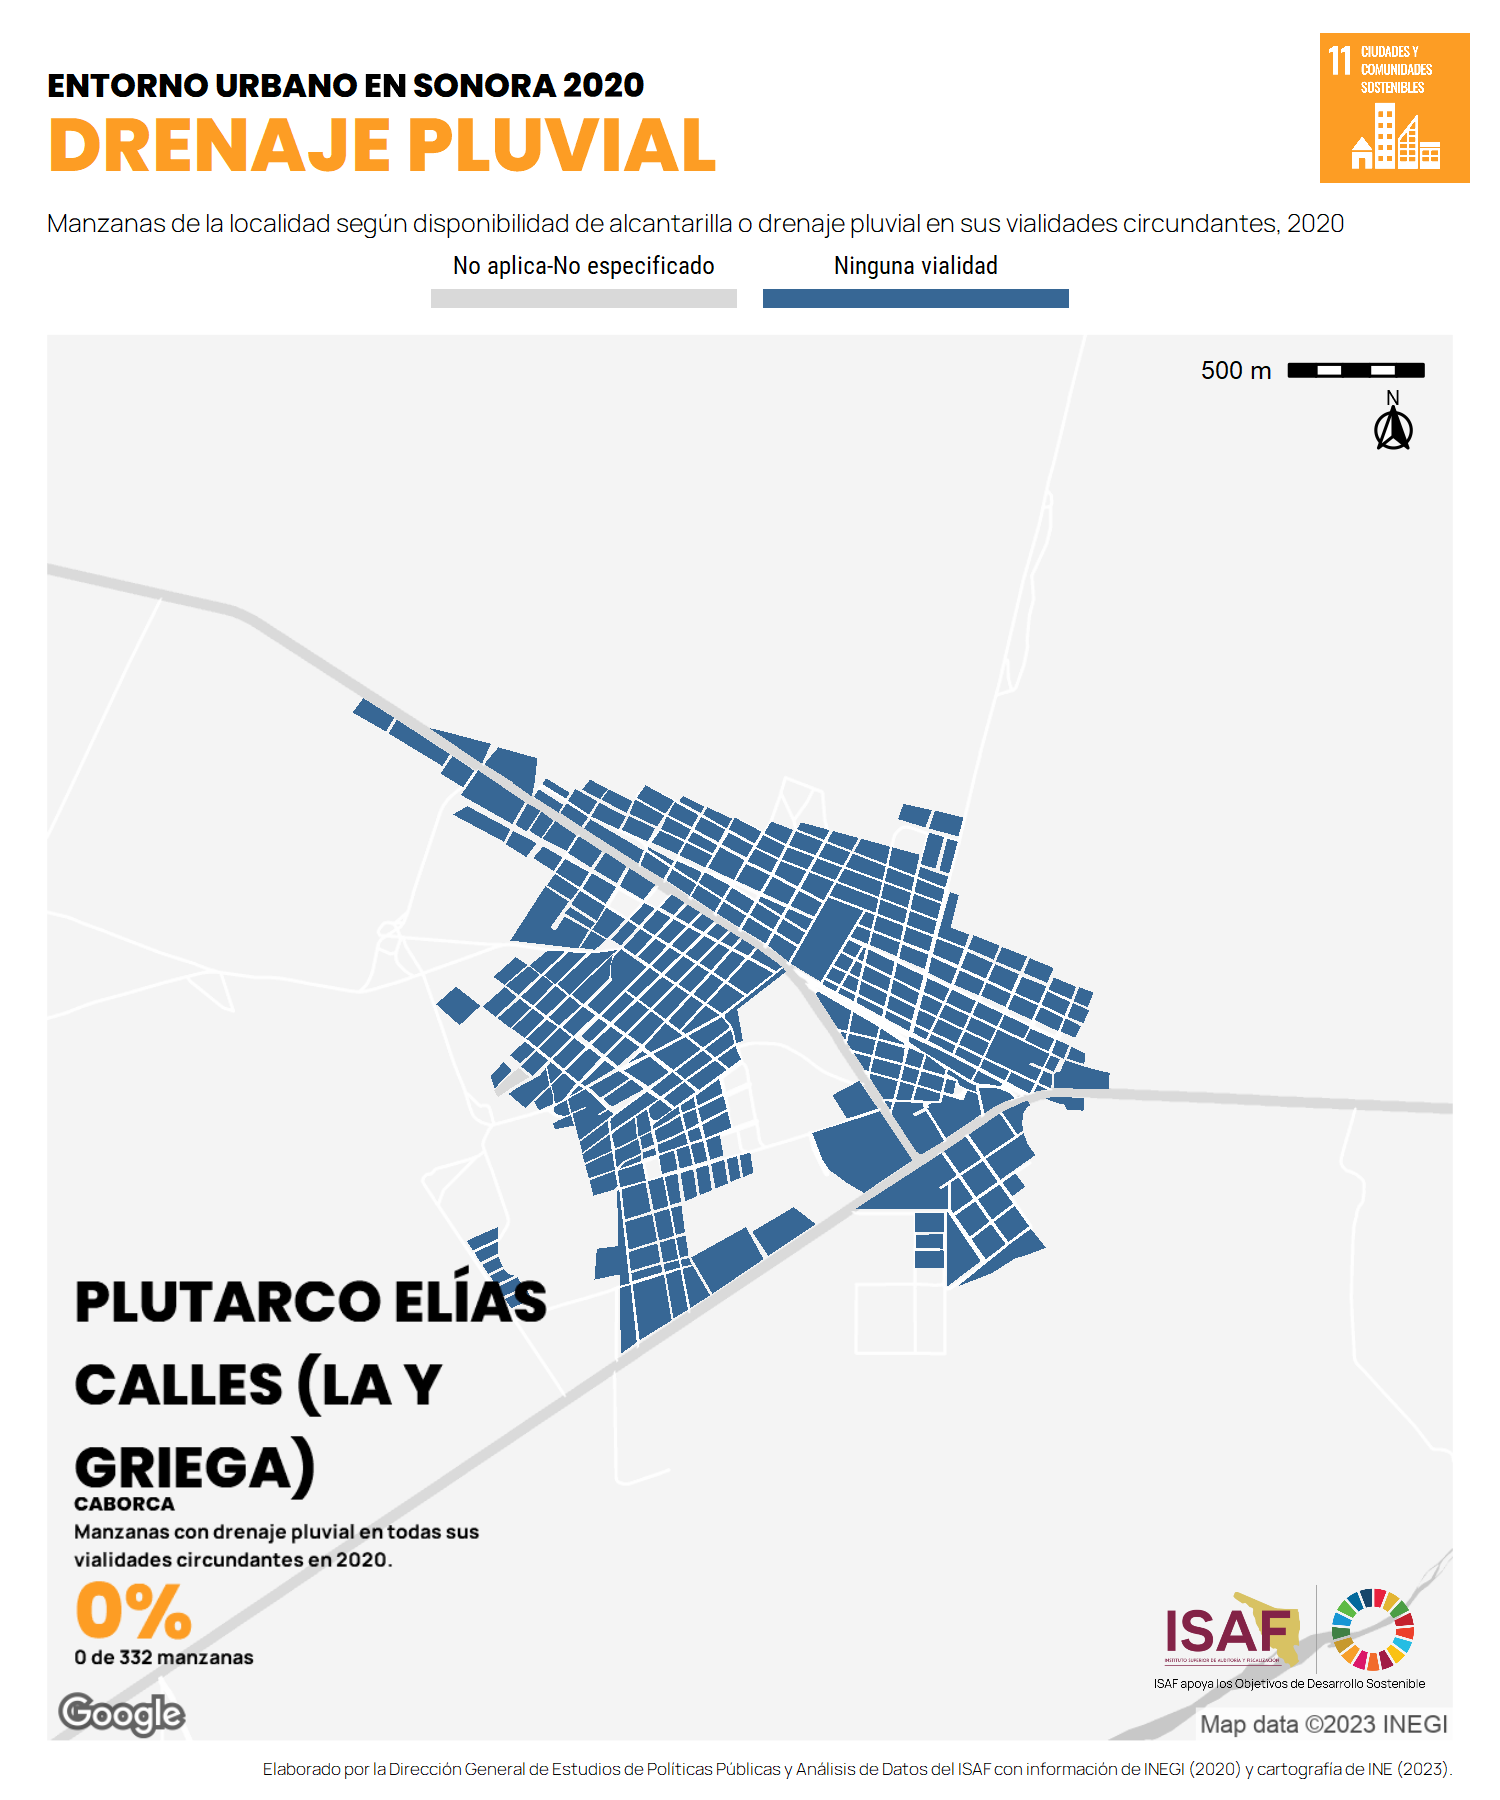 ENTORNO URBANO EN SONORA 2020
DRENAJE PLUVIAL
11 CIUDADES Y
COMUNIDADES
SOSTENIBLES
Manzanas de la localidad según disponibilidad de alcantarilla o drenaje pluvial en sus vialidades circundantes, 2020
No aplica-No especificado
Ninguna vialidad
500 m
N
PLUTARCO ELÍAS
CALLES (LA Y
GRIEGA)
CABORCA
Manzanas con drenaje pluvial en todas sus
vialidades circundantes en 2020.
0%
0 de 332 manzanas
ISAF
INSTITUTO SUPERIOR DE AUDITORÍA Y FISCALIZACIÓN
ISAF apoya los Objetivos de Desarrollo Sostenible
Google
Map data ©2023 INEGI
Elaborado por la Dirección General de Estudios de Políticas Públicas y Análisis de Datos del ISAF con información de INEGI (2020) y cartografía de INE (2023).